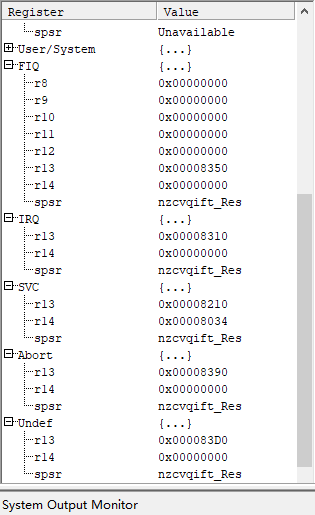 Register Value
spsr Unavailable
User/System {...}
FIQ {...}
r8 0x00000000
r9 0x00000000
r10 0x00000000
r11 0x00000000
r12 0x00000000
r13 0x00008350
r14 0x00000000
spsr nzcvqift_Res
IRQ {...}
r13 0x00008310
r14 0x00000000
spsr nzcvqift_Res
SVC {...}
r13 0x00008210
r14 0x00008034
spsr nzcvqift_Res
Abort {...}
r13 0x00008390
r14 0x00000000
spsr nzcvqift_Res
Undef {...}
r13 0x000083D0
r14 0x00000000
spsr nzcvqift_Res
System Output Monitor